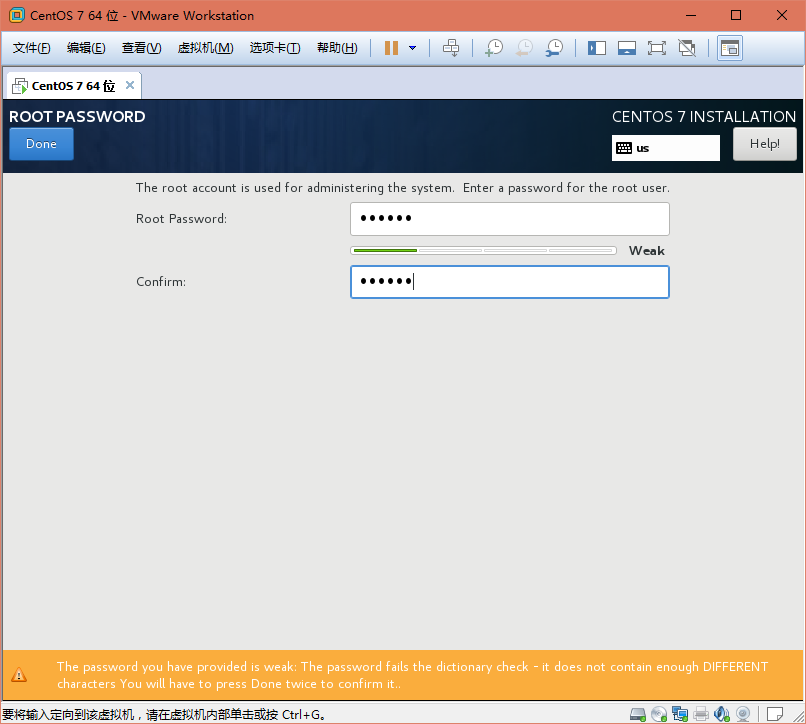 CentOS 7 64 位 - VMware Workstation
文件(F) 编辑(E) 查看(V) 虚拟机(M) 选项卡(T) 帮助(H)
CentOS 7 64 位
ROOT PASSWORD
CENTOS 7 INSTALLATION
Done
us
Help!
The root account is used for administering the system. Enter a password for the root user.
Root Password:
••••••
Weak
Confirm:
••••••
The password you have provided is weak: The password fails the dictionary check - it does not contain enough DIFFERENT
characters You will have to press Done twice to confirm it..
要将输入定向到该虚拟机，请在虚拟机内部单击或按 Ctrl+G。